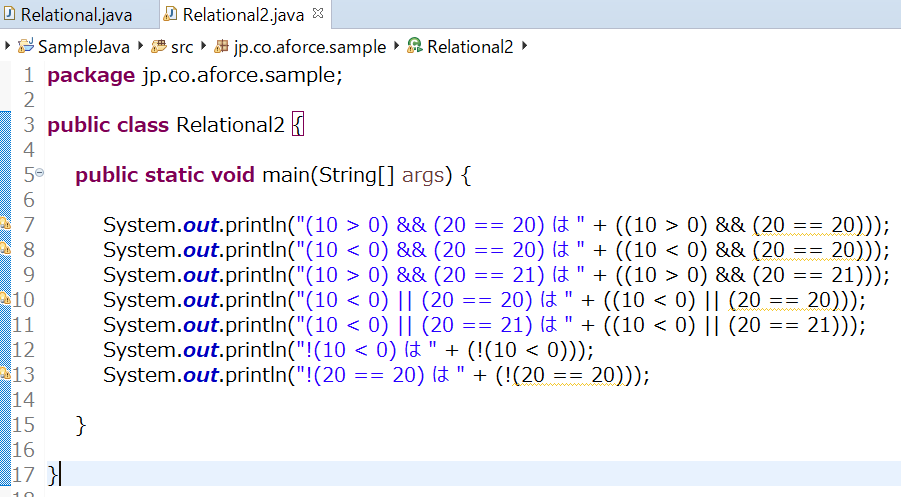 Relational.java Relational2.java
SampleJava src jp.co.aforce.sample Relational2
1 package jp.co.aforce.sample;
2
3 public class Relational2 {
4
5 public static void main(String[] args) {
6
7 System.out.println("(10 > 0) && (20 == 20) は " + ((10 > 0) && (20 == 20)));
8 System.out.println("(10 < 0) && (20 == 20) は " + ((10 < 0) && (20 == 20)));
9 System.out.println("(10 > 0) && (20 == 21) は " + ((10 > 0) && (20 == 21)));
10 System.out.println("(10 < 0) || (20 == 20) は " + ((10 < 0) || (20 == 20)));
11 System.out.println("(10 < 0) || (20 == 21) は " + ((10 < 0) || (20 == 21)));
12 System.out.println("!(10 < 0) は " + (!(10 < 0)));
13 System.out.println("!(20 == 20) は " + (!(20 == 20)));
14
15 }
16
17 }
18